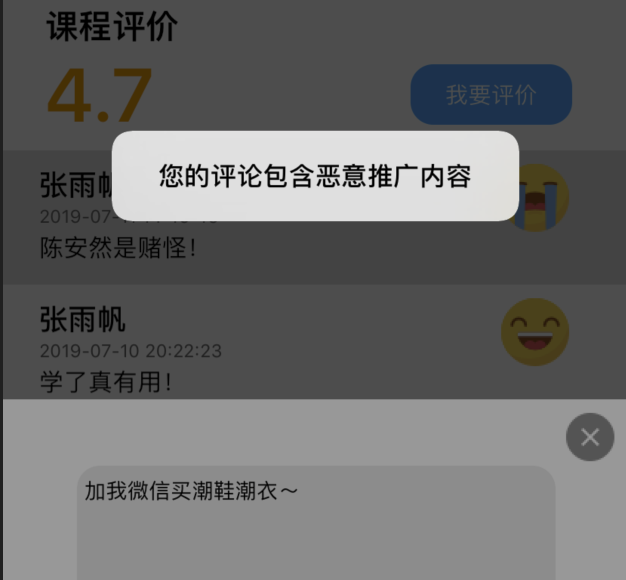 课程评价
4.7
我要评价
您的评论包含恶意推广内容
张雨帆
2019-07-
陈安然是赌怪!
张雨帆
2019-07-10 20:22:23
学了真有用!
加我微信买潮鞋潮衣～